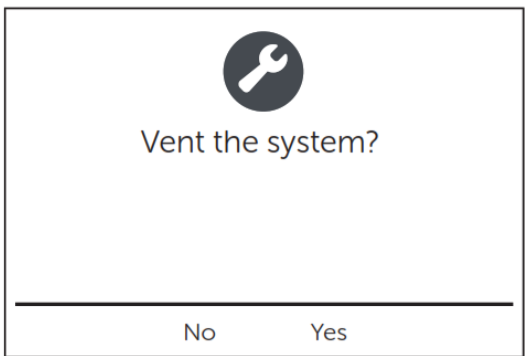 Vent the system?
No Yes